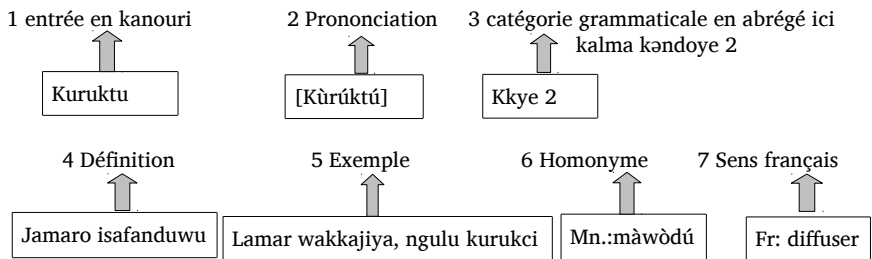 1 entrée en kanouri
2 Prononciation
3 catégorie grammaticale en abrégé ici
kalma kəndoye 2
Kuruktu
[Kùrúktú]
Kkye 2
4 Définition
5 Exemple
6 Homonyme
7 Sens français
Jamaro isafanduwu
Lamar wakkajiya, ngulu kurukci
Mn.:màwòdú
Fr: diffuser